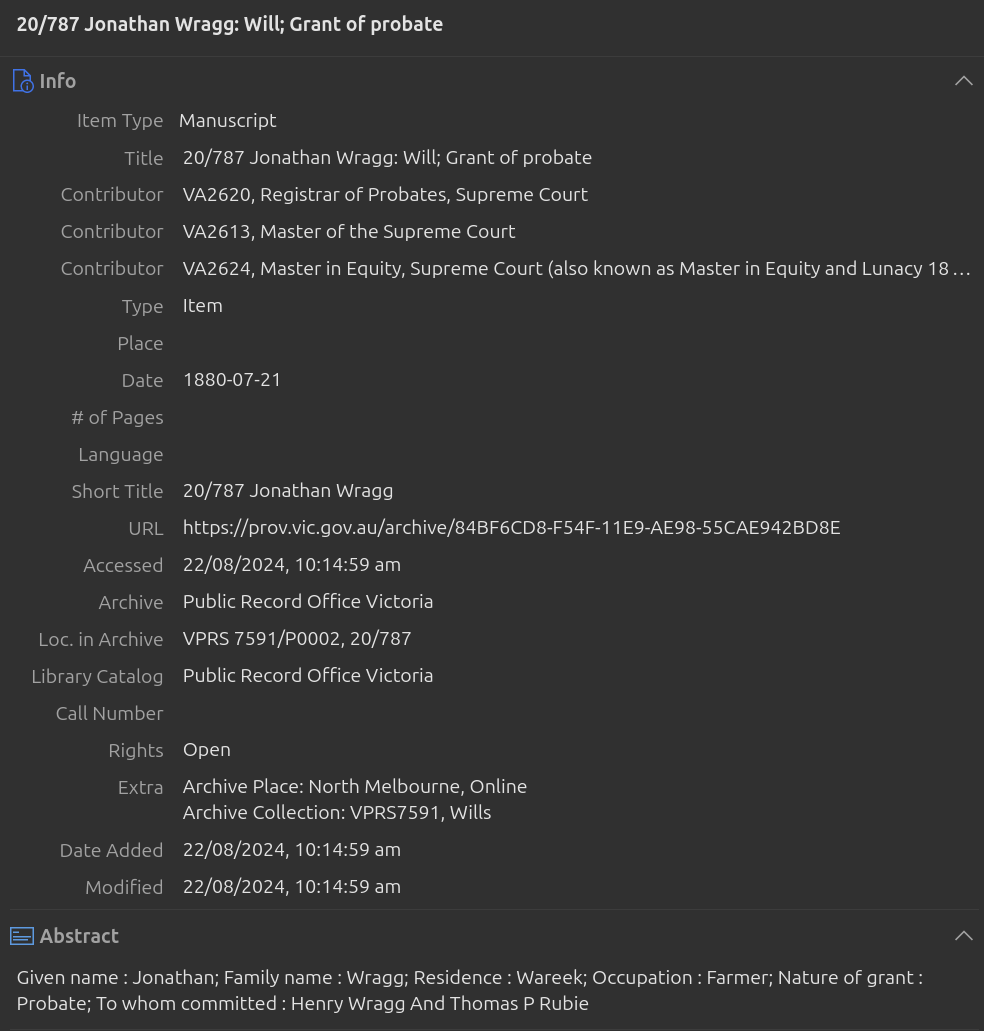 20/787 Jonathan Wragg: Will; Grant of probate
Info
Item Type Manuscript
Title 20/787 Jonathan Wragg: Will; Grant of probate
Contributor VA2620, Registrar of Probates, Supreme Court
Contributor VA2613, Master of the Supreme Court
Contributor VA2624, Master in Equity, Supreme Court (also known as Master in Equity and Lunacy 18…
Type Item
Place
Date 1880-07-21
# of Pages
Language
Short Title 20/787 Jonathan Wragg
URL https://prov.vic.gov.au/archive/84BF6CD8-F54F-11E9-AE98-55CAE942BD8E
Accessed 22/08/2024, 10:14:59 am
Archive Public Record Office Victoria
Loc. in Archive VPRS 7591/P0002, 20/787
Library Catalog Public Record Office Victoria
Call Number
Rights Open
Extra Archive Place: North Melbourne, Online
Archive Collection: VPRS7591, Wills
Date Added 22/08/2024, 10:14:59 am
Modified 22/08/2024, 10:14:59 am
Abstract
Given name : Jonathan; Family name : Wragg; Residence : Wareek; Occupation : Farmer; Nature of grant :
Probate; To whom committed : Henry Wragg And Thomas P Rubie